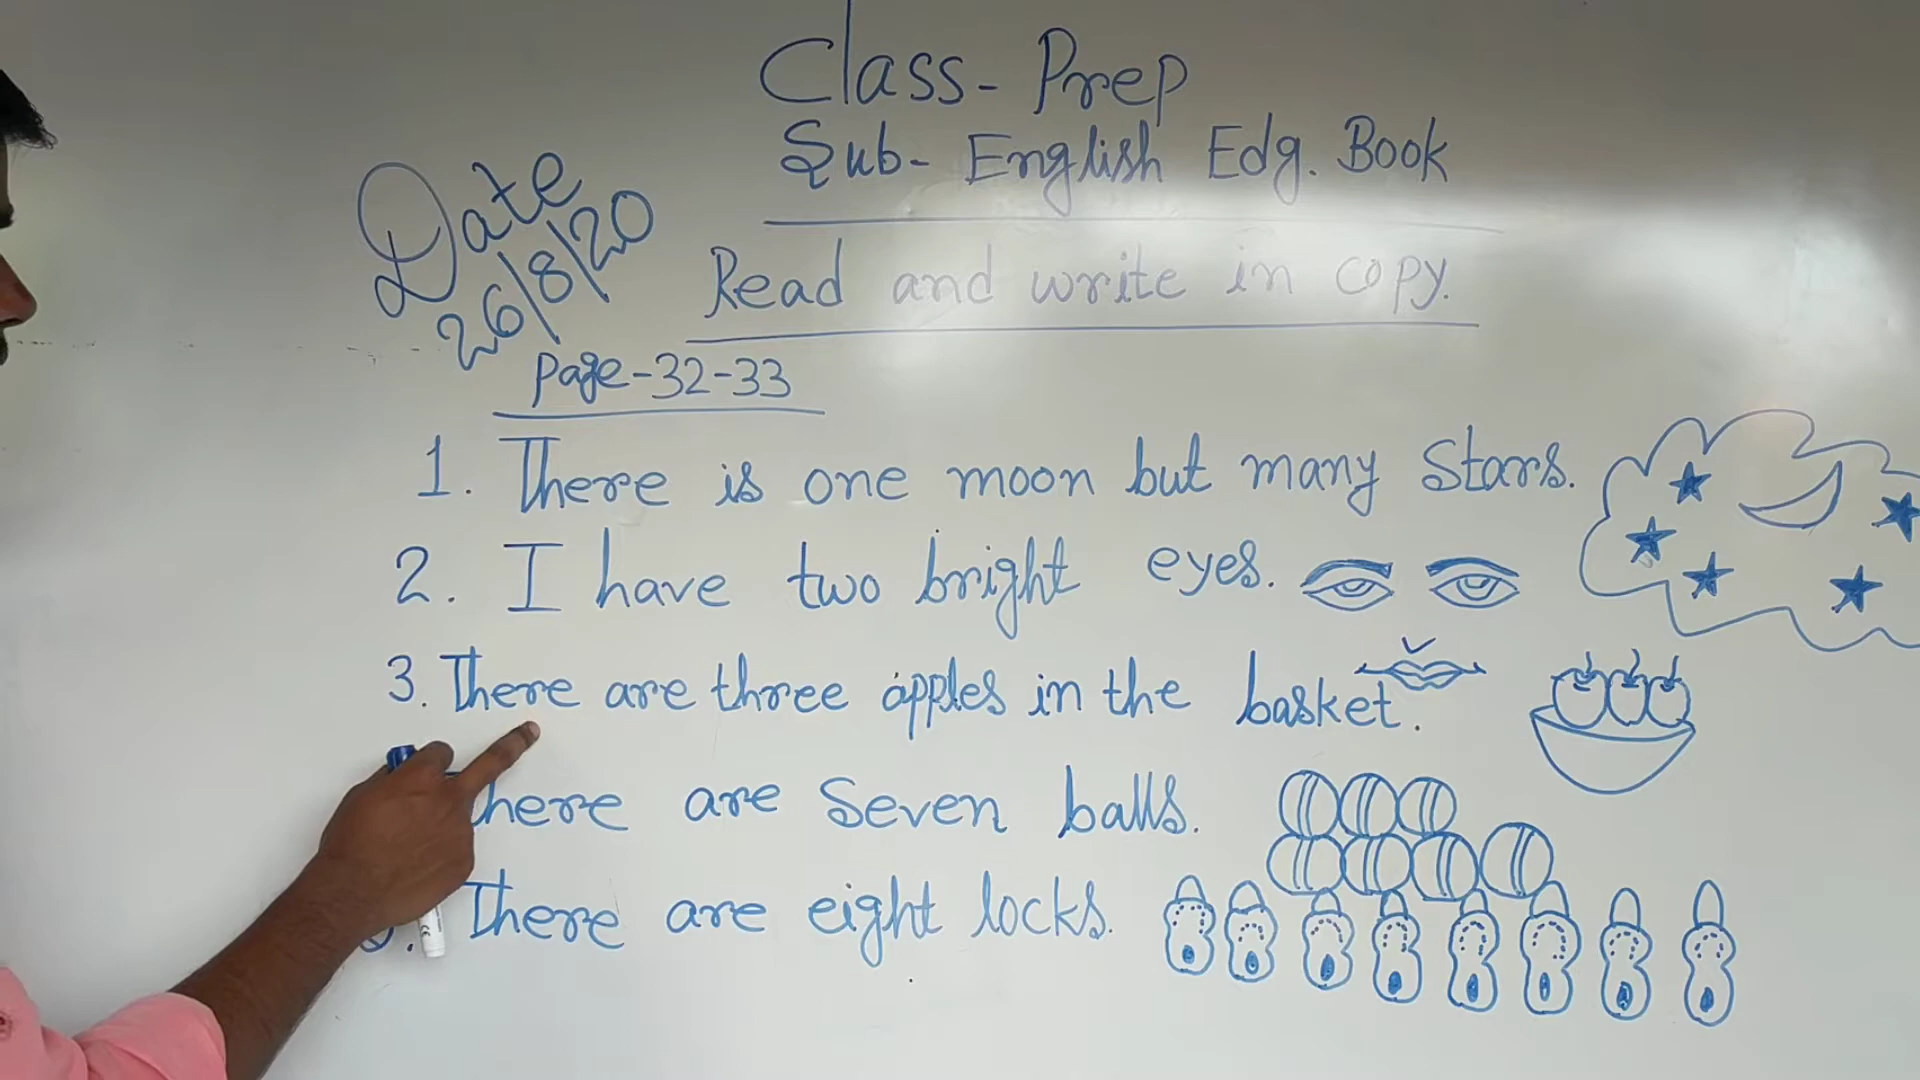 Class-Prep
Sub- English Edg. Book
Date
26/8/20
Read and write in copy.
Page-32-33
1. There is one moon but many Stars.
2. I have two bright eyes.
3. There are three apples in the basket.
There are seven balls.
There are eight locks.